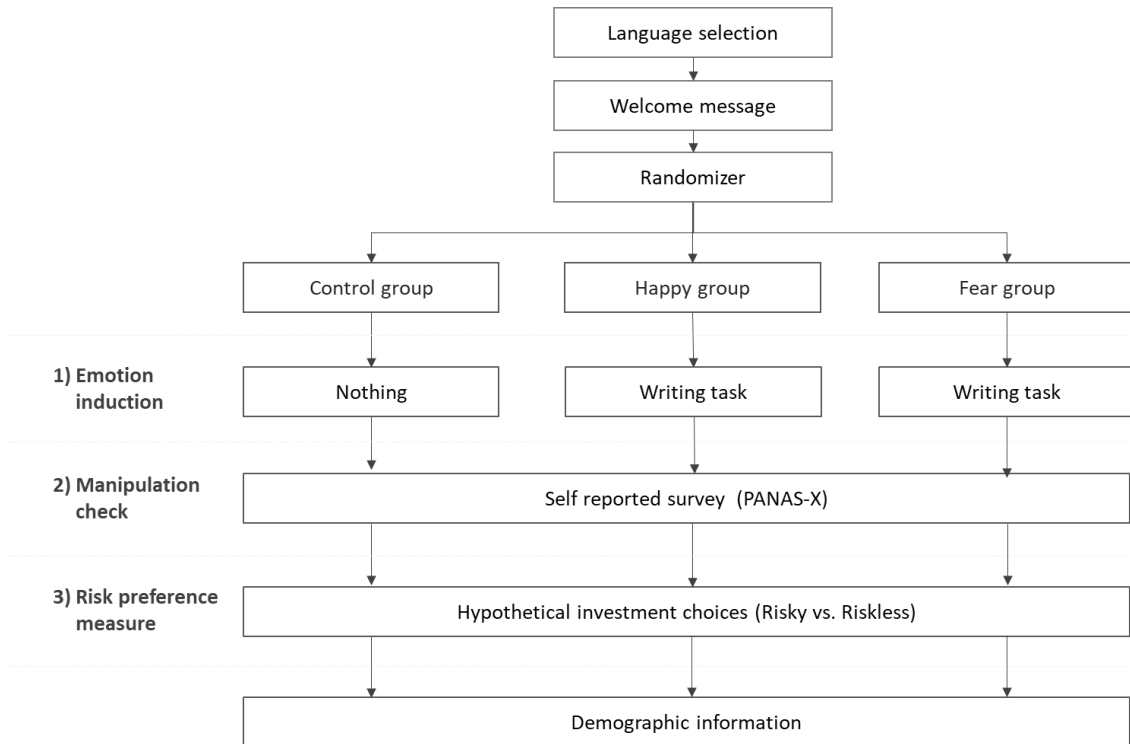 Language selection
Welcome message
Randomizer
Control group
Happy group
Fear group
1) Emotion
induction
Nothing
Writing task
Writing task
2) Manipulation
check
Self reported survey (PANAS-X)
3) Risk preference
measure
Hypothetical investment choices (Risky vs. Riskless)
Demographic information